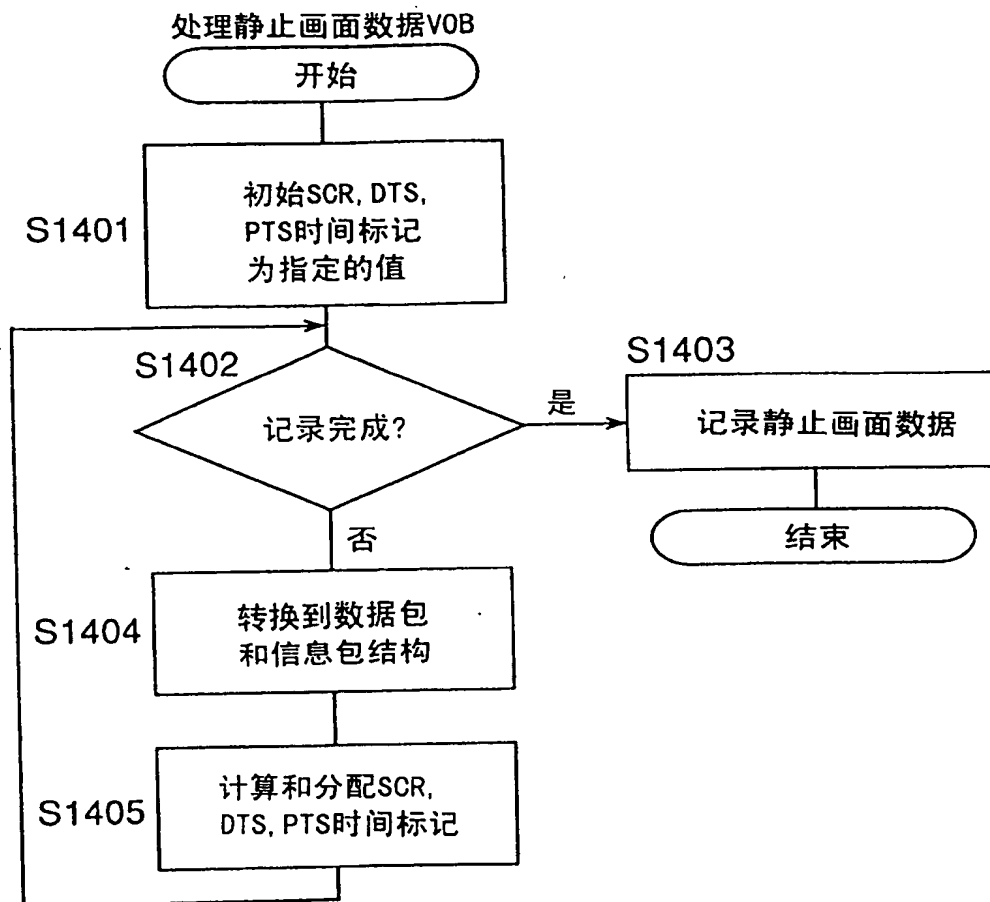 处理静止画面数据VOB
开始
S1401
初始SCR, DTS,
PTS时间标记
为指定的值
S1402
记录完成?
是
S1403
记录静止画面数据
结束
否
S1404
转换到数据包
和信息包结构
S1405
计算和分配SCR,
DTS, PTS时间标记